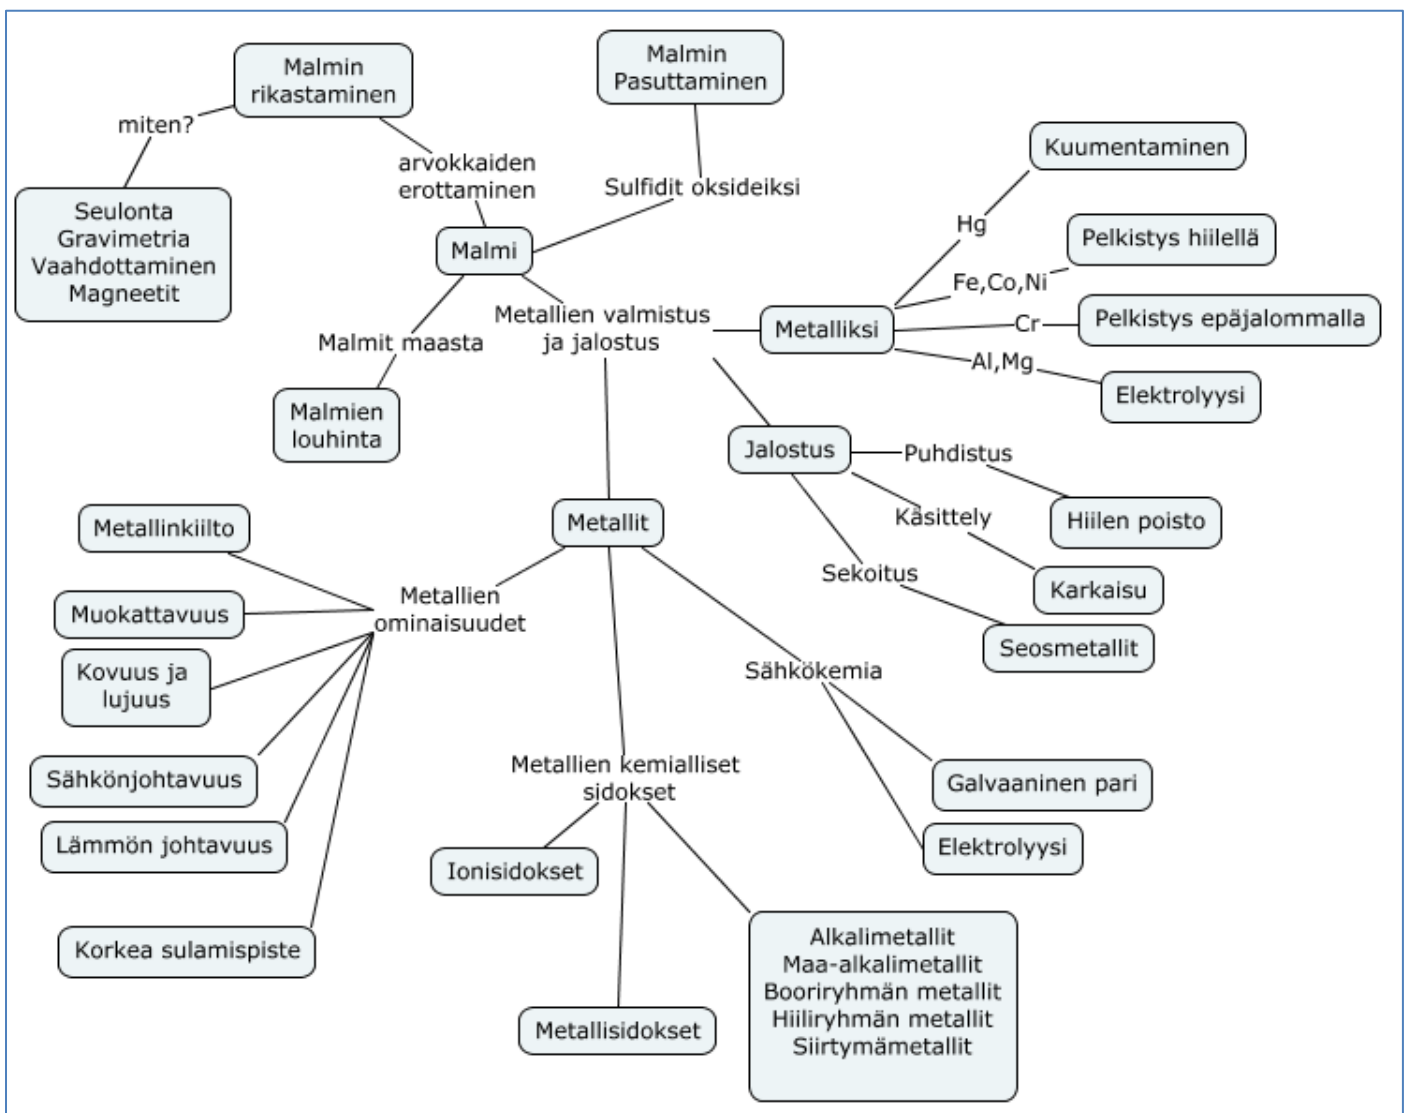 Malmin
rikastaminen
Malmin
Pasuttaminen
miten?
arvokkaiden
erottaminen
Sulfidit oksideiksi
Kuumentaminen
Seulonta
Gravimetria
Vaahdottaminen
Magneetit
Malmi
Hg
Pelkistys hiilellä
Fe,Co,Ni
Metallien valmistus
ja jalostus
Metalliksi
Cr
Pelkistys epäjalommalla
Malmit maasta
Al,Mg
Elektrolyysi
Malmien
louhinta
Jalostus
Puhdistus
Hiilen poisto
Käsittely
Karkaisu
Sekoitus
Seosmetallit
Metallit
Metallinkiilto
Metallien
ominaisuudet
Muokattavuus
Kovuus ja
lujuus
Sähkönjohtavuus
Lämmön johtavuus
Korkea sulamispiste
Sähkökemia
Galvaaninen pari
Elektrolyysi
Metallien kemialliset
sidokset
Ionisidokset
Metallisidokset
Alkalimetallit
Maa-alkalimetallit
Booriryhmän metallit
Hiiliryhmän metallit
Siirtymämetallit